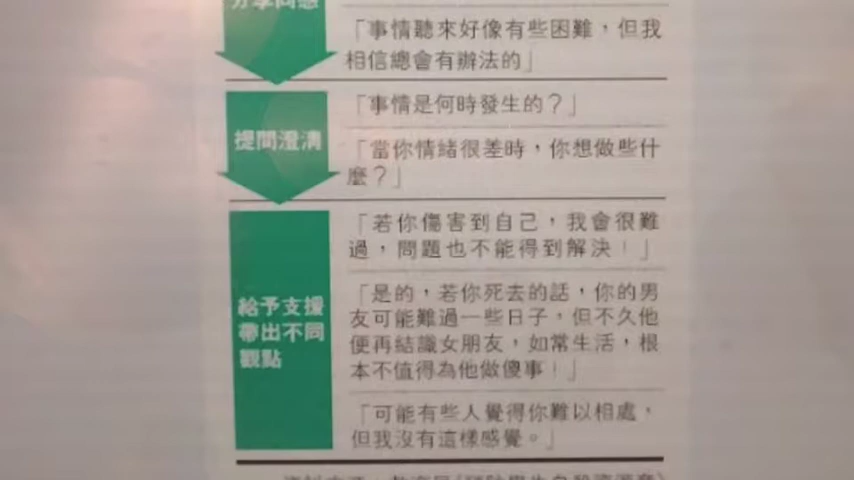 分享同感
「事情聽來好像有些困難，但我
相信總會有辦法的」
提問澄清
「事情是何時發生的？」
「當你情緒很差時，你想做些什
麼？」
給予支援
帶出不同
觀點
「若你傷害到自己，我會很難
過，問題也不能得到解決！」
「是的，若你死去的話，你的男
友可能難過一些日子，但不久他
便再結識女朋友，如常生活，根
本不值得為他做傻事！」
「可能有些人覺得你難以相處，
但我沒有這樣感覺。」